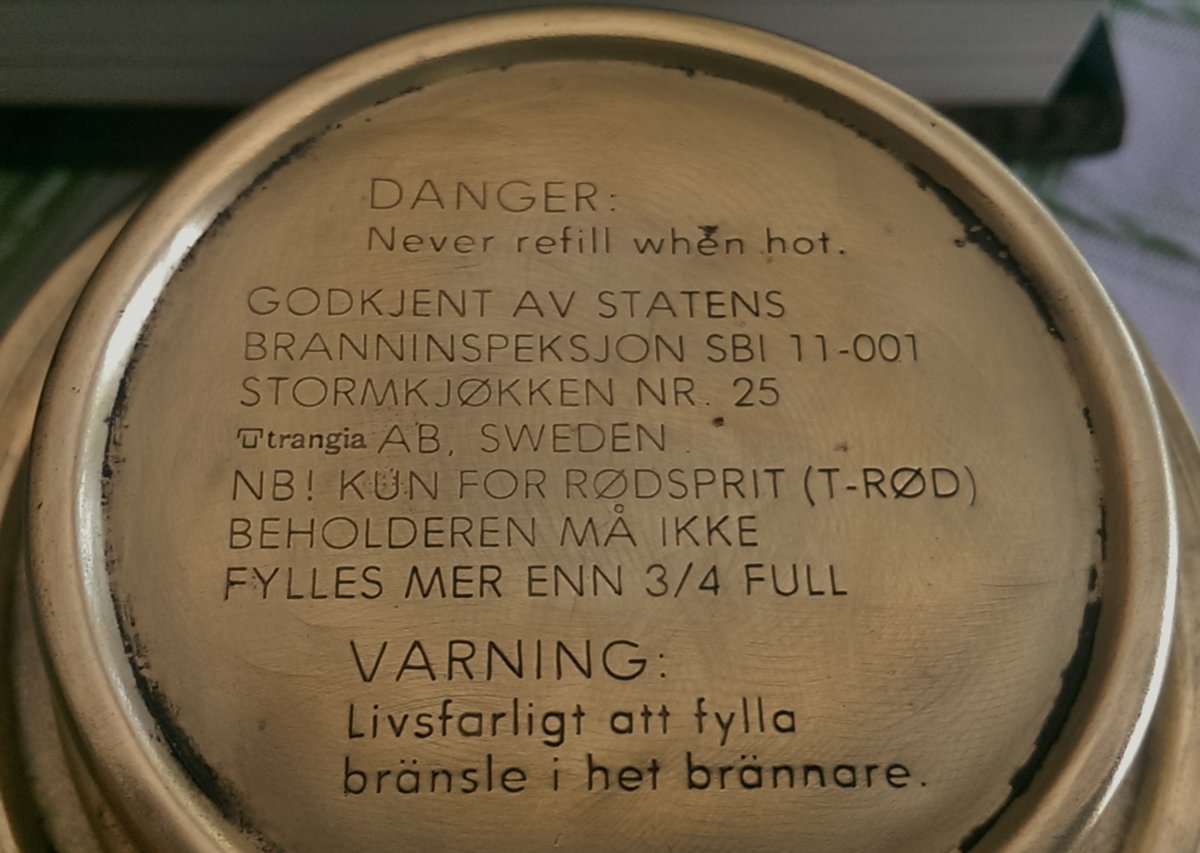 DANGER:
Never refill when hot.
GODKJENT AV STATENS
BRANNINSPEKSJON SBI 11-001
STORMKJØKKEN NR. 25
trangia AB, SWEDEN
NB! KUN FOR RØDSPRIT (T-RØD)
BEHOLDEREN MÅ IKKE
FYLLES MER ENN 3/4 FULL
VARNING:
Livsfarligt att fylla
bränsle i het brännare.